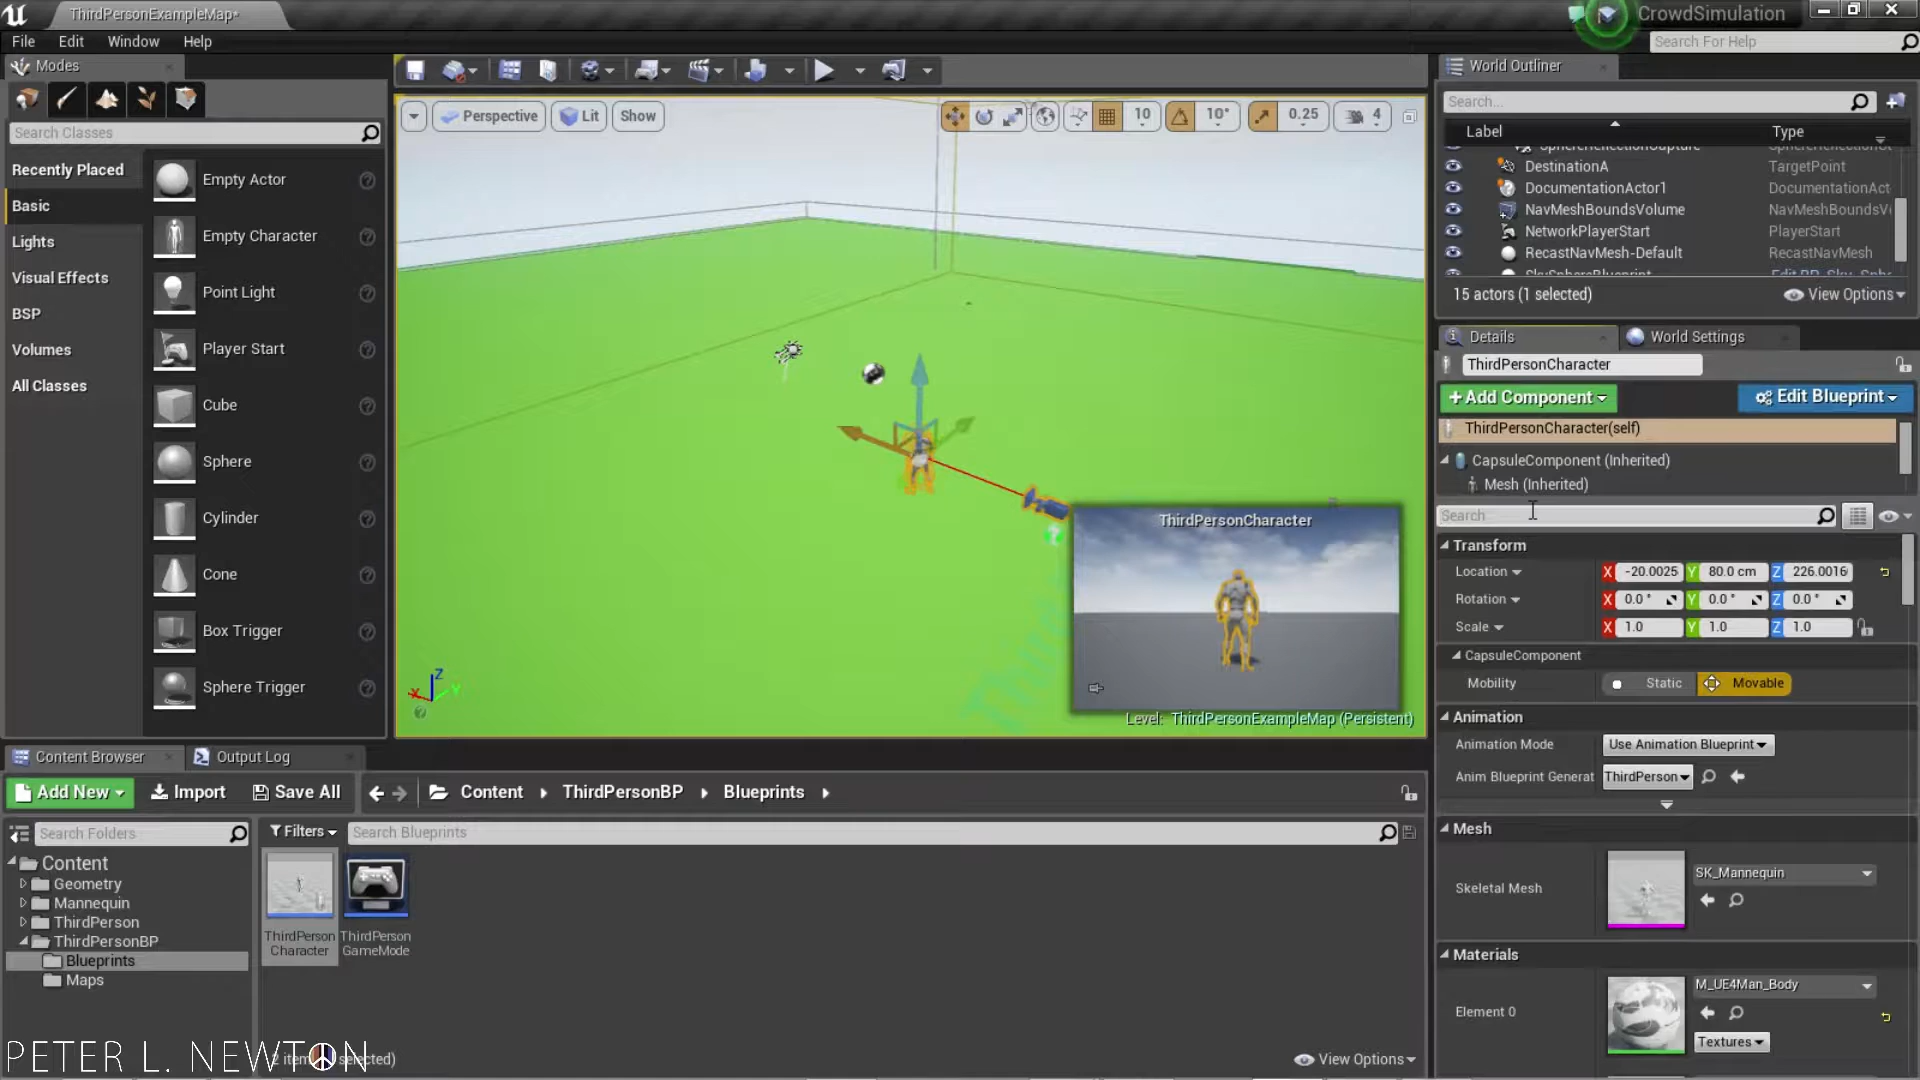 ThirdPersonExampleMap*
CrowdSimulation
File Edit Window Help
Search For Help
Modes
World Outliner
Search Classes
Perspective Lit Show
10 10° 0.25 4
Search...
Label Type
Recently Placed
Basic
Lights
Visual Effects
BSP
Volumes
All Classes
Empty Actor
Empty Character
Point Light
Player Start
Cube
Sphere
Cylinder
Cone
Box Trigger
Sphere Trigger
DestinationA TargetPoint
DocumentationActor1 DocumentationAct
NavMeshBoundsVolume NavMeshBoundsV
NetworkPlayerStart PlayerStart
RecastNavMesh-Default RecastNavMesh
15 actors (1 selected) View Options
Details World Settings
ThirdPersonCharacter
+Add Component Edit Blueprint
ThirdPersonCharacter(self)
CapsuleComponent (Inherited)
Mesh (Inherited)
Search
Transform
Location X -20.0025 Y 80.0 cm Z 226.0016
Rotation X 0.0 ° Y 0.0 ° Z 0.0 °
Scale X 1.0 Y 1.0 Z 1.0
CapsuleComponent
Mobility Static Movable
Animation
Animation Mode Use Animation Blueprint
Anim Blueprint Generat ThirdPerson
Mesh
Skeletal Mesh SK_Mannequin
Materials
Element 0 M_UE4Man_Body
Textures
ThirdPersonCharacter
Z
X Y
Level: ThirdPersonExampleMap (Persistent)
Content Browser Output Log
Add New Import Save All Content ThirdPersonBP Blueprints
Search Folders Filters Search Blueprints
Content
Geometry
Mannequin
ThirdPerson
ThirdPersonBP
Blueprints
Maps
ThirdPerson
Character
ThirdPerson
GameMode
View Options
PETER L. NEWTON